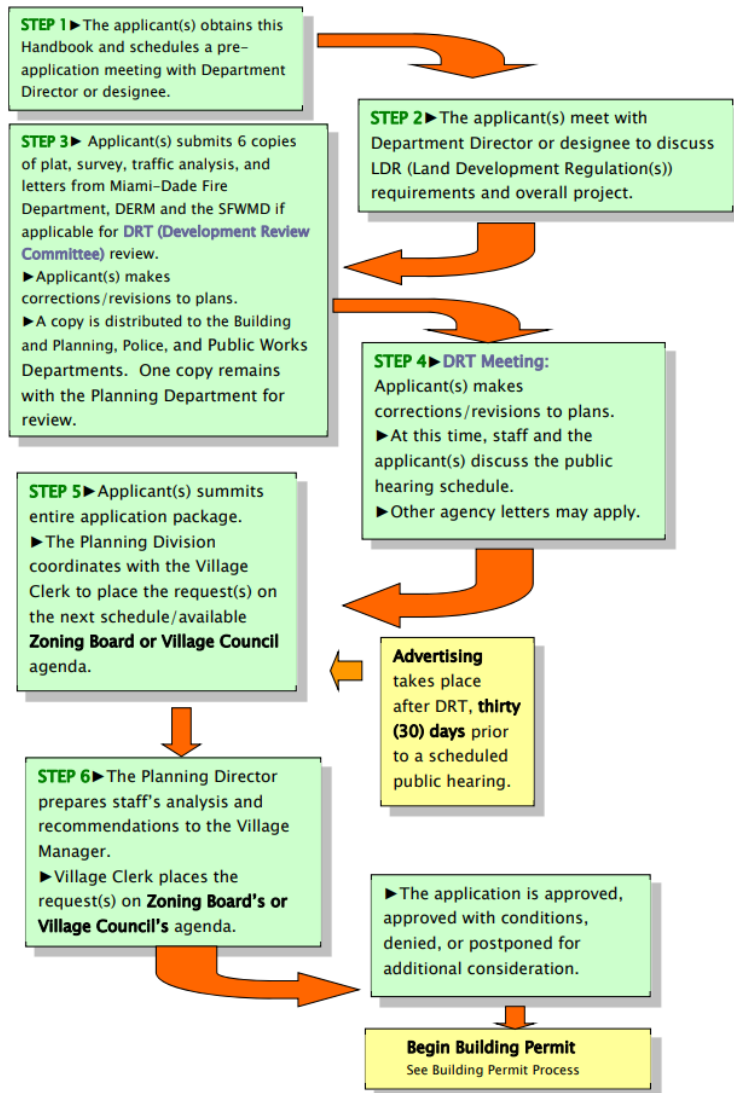 STEP 1►The applicant(s) obtains this
Handbook and schedules a pre-
application meeting with Department
Director or designee.
STEP 2►The applicant(s) meet with
Department Director or designee to discuss
LDR (Land Development Regulation(s))
requirements and overall project.
STEP 3► Applicant(s) submits 6 copies
of plat, survey, traffic analysis, and
letters from Miami-Dade Fire
Department, DERM and the SFWMD if
applicable for DRT (Development Review
Committee) review.
►Applicant(s) makes
corrections/revisions to plans.
►A copy is distributed to the Building
and Planning, Police, and Public Works
Departments. One copy remains
with the Planning Department for
review.
STEP 4►DRT Meeting:
Applicant(s) makes
corrections/revisions to plans.
►At this time, staff and the
applicant(s) discuss the public
hearing schedule.
►Other agency letters may apply.
STEP 5►Applicant(s) summits
entire application package.
►The Planning Division
coordinates with the Village
Clerk to place the request(s) on
the next schedule/available
Zoning Board or Village Council
agenda.
Advertising
takes place
after DRT, thirty
(30) days prior
to a scheduled
public hearing.
STEP 6►The Planning Director
prepares staff's analysis and
recommendations to the Village
Manager.
►Village Clerk places the
request(s) on Zoning Board's or
Village Council's agenda.
►The application is approved,
approved with conditions,
denied, or postponed for
additional consideration.
Begin Building Permit
See Building Permit Process